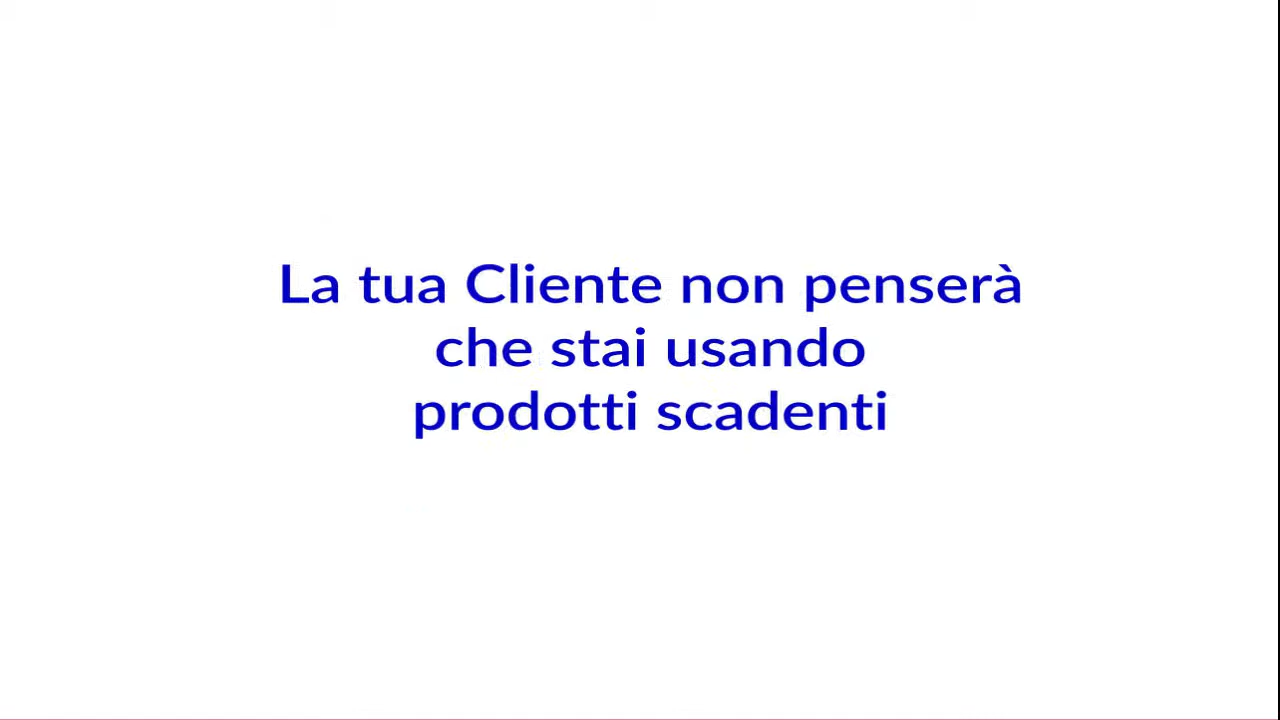 La tua Cliente non penserà
che stai usando
prodotti scadenti